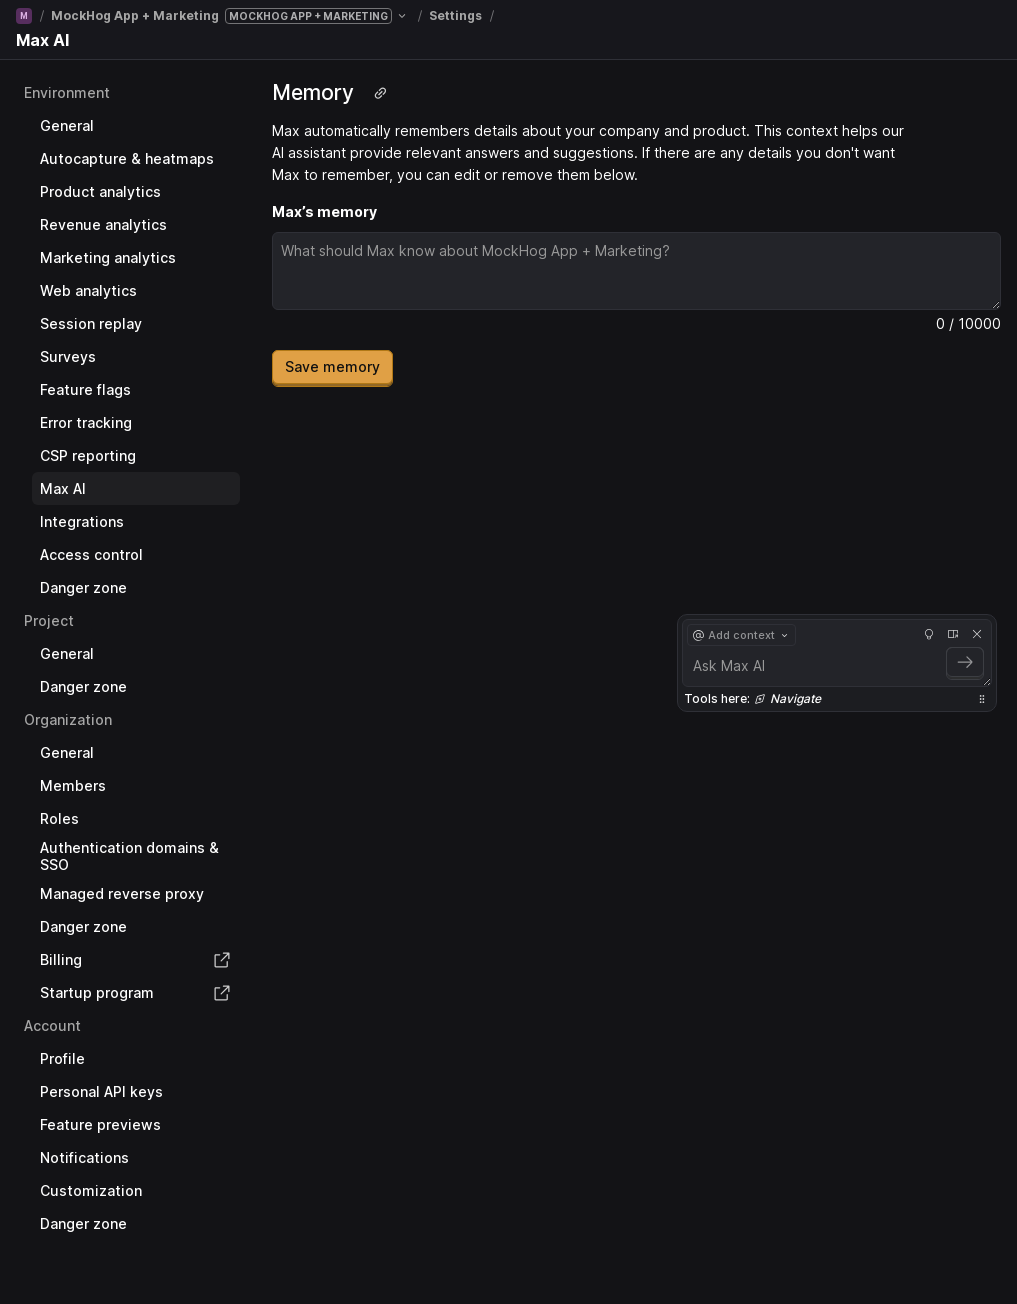 M / MockHog App + Marketing MOCKHOG APP + MARKETING / Settings /
Max AI
Environment
General
Autocapture & heatmaps
Product analytics
Revenue analytics
Marketing analytics
Web analytics
Session replay
Surveys
Feature flags
Error tracking
CSP reporting
Max AI
Integrations
Access control
Danger zone
Project
General
Danger zone
Organization
General
Members
Roles
Authentication domains &
SSO
Managed reverse proxy
Danger zone
Billing
Startup program
Account
Profile
Personal API keys
Feature previews
Notifications
Customization
Danger zone
Memory
Max automatically remembers details about your company and product. This context helps our
AI assistant provide relevant answers and suggestions. If there are any details you don't want
Max to remember, you can edit or remove them below.
Max’s memory
What should Max know about MockHog App + Marketing?
0 / 10000
Save memory
@ Add context
Ask Max AI
Tools here: Navigate